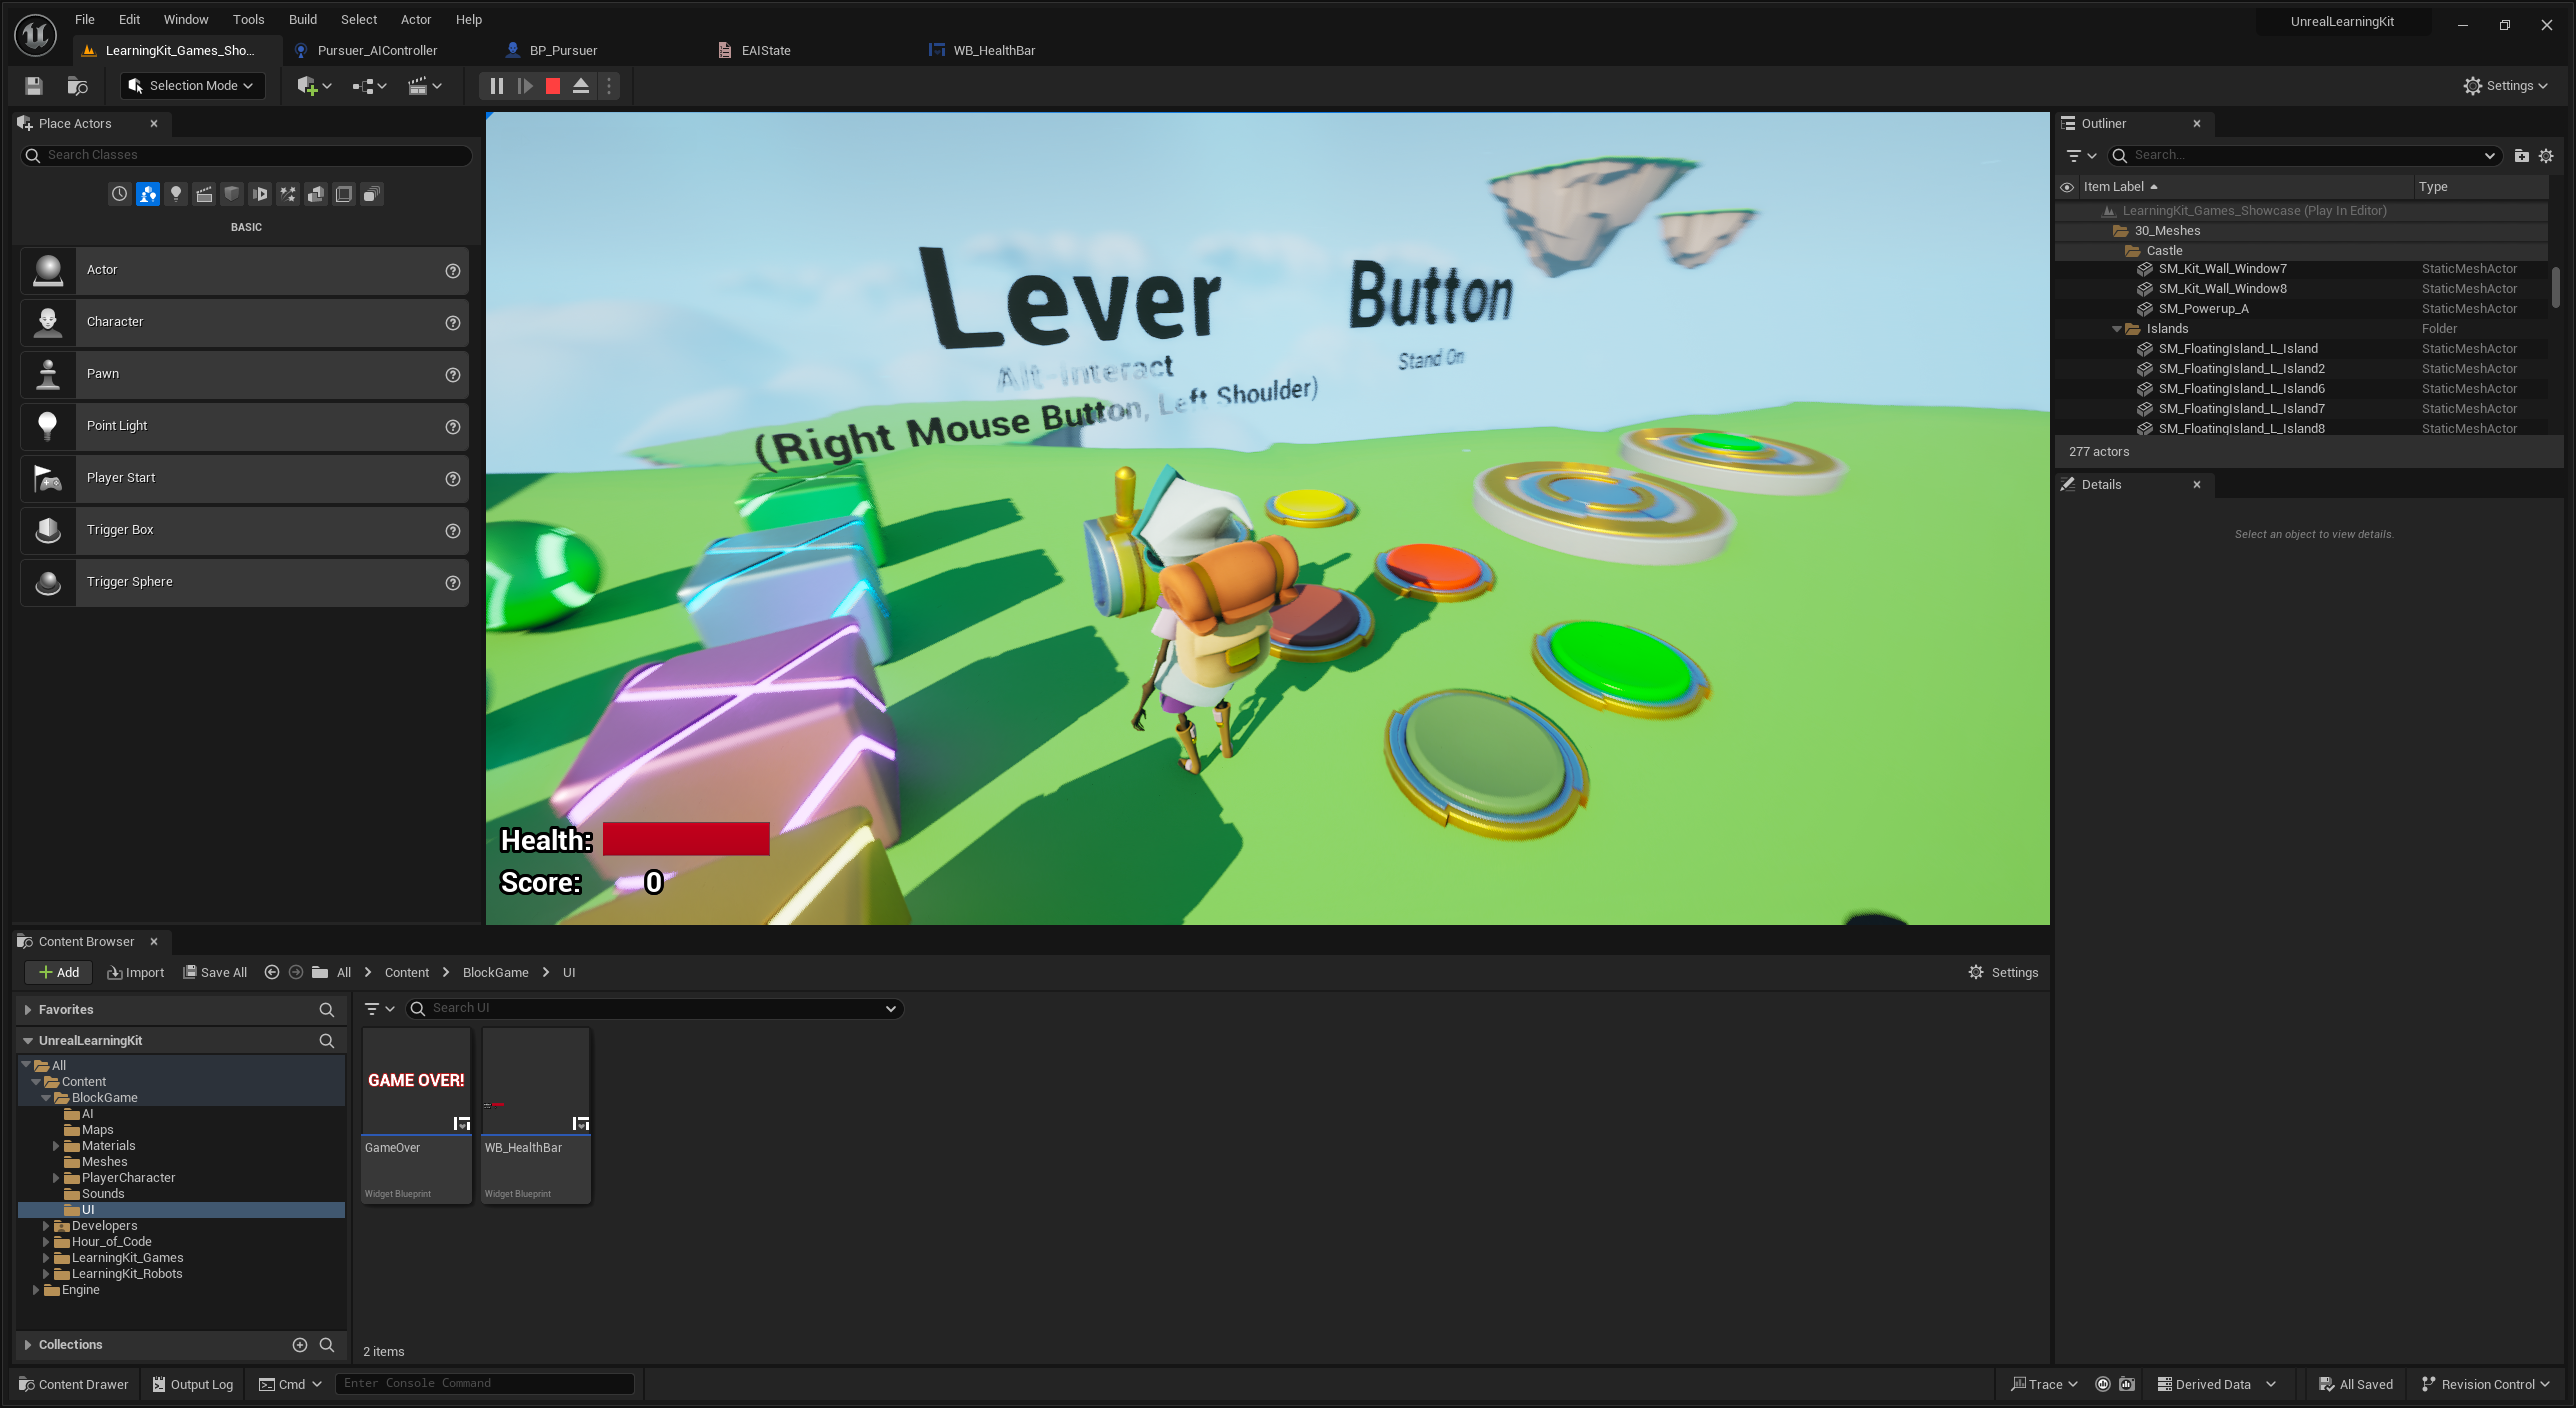 File Edit Window Tools Build Select Actor Help
UnrealLearningKit
LearningKit_Games_Sho...
Pursuer_AIController
BP_Pursuer
EAIState
WB_HealthBar
Selection Mode
Settings
Place Actors
Search Classes
BASIC
Actor
Character
Pawn
Point Light
Player Start
Trigger Box
Trigger Sphere
Lever
Alt-Interact
(Right Mouse Button, Left Shoulder)
Button
Stand On
Health:
Score: 0
Outliner
Search...
Item Label Type
LearningKit_Games_Showcase (Play In Editor)
30_Meshes
Castle
SM_Kit_Wall_Window7 StaticMeshActor
SM_Kit_Wall_Window8 StaticMeshActor
SM_Powerup_A StaticMeshActor
Islands Folder
SM_FloatingIsland_L_Island StaticMeshActor
SM_FloatingIsland_L_Island2 StaticMeshActor
SM_FloatingIsland_L_Island6 StaticMeshActor
SM_FloatingIsland_L_Island7 StaticMeshActor
SM_FloatingIsland_L_Island8 StaticMeshActor
277 actors
Details
Select an object to view details.
Content Browser
Add Import Save All All Content BlockGame UI Settings
Favorites
UnrealLearningKit
All
Content
BlockGame
AI
Maps
Materials
Meshes
PlayerCharacter
Sounds
UI
Developers
Hour_of_Code
LearningKit_Games
LearningKit_Robots
Engine
Collections
Search UI
GAME OVER!
GameOver
Widget Blueprint
WB_HealthBar
Widget Blueprint
2 items
Content Drawer Output Log Cmd Enter Console Command Trace Derived Data All Saved Revision Control